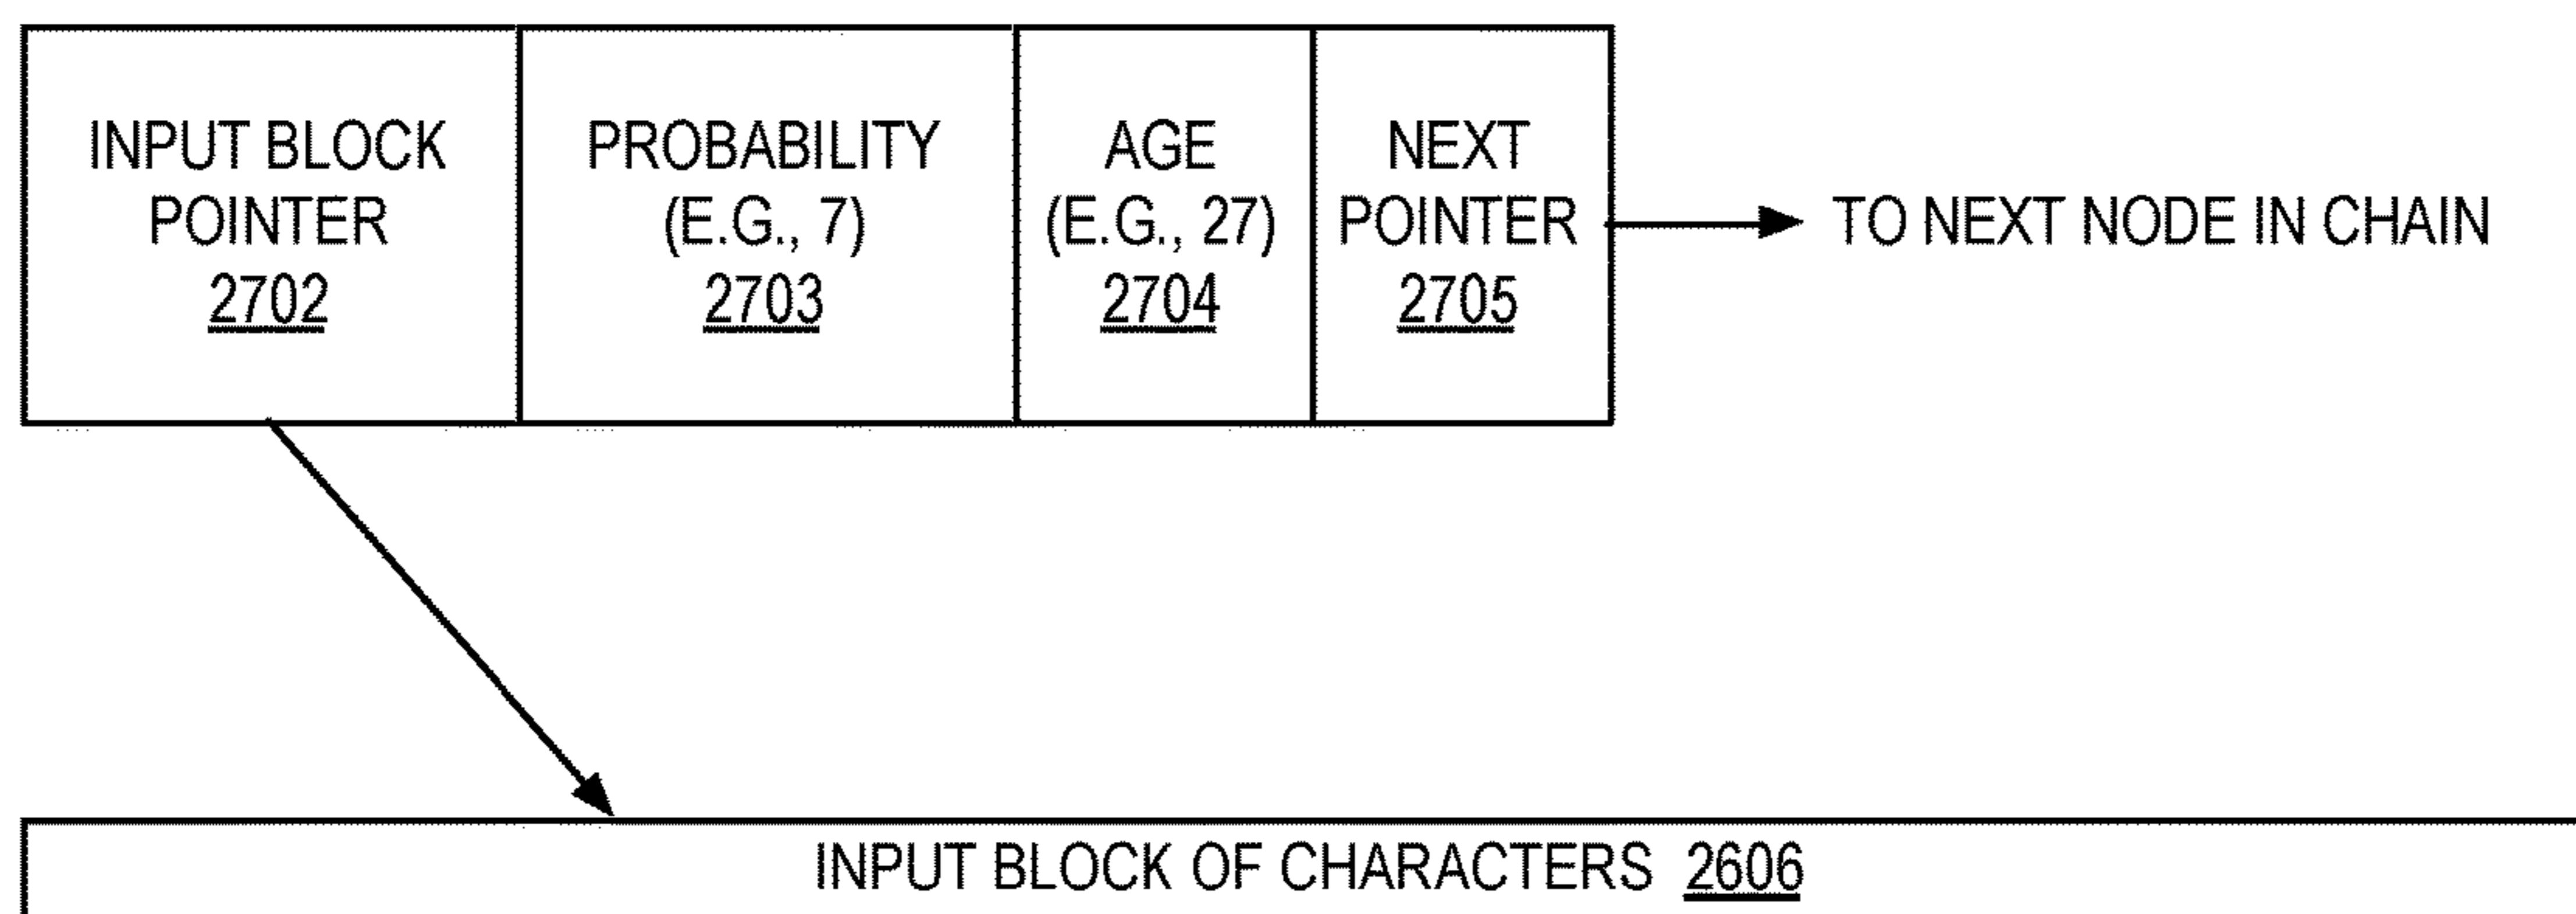 INPUT BLOCK
POINTER
2702
PROBABILITY
(E.G., 7)
2703
AGE
(E.G., 27)
2704
NEXT
POINTER
2705
TO NEXT NODE IN CHAIN
INPUT BLOCK OF CHARACTERS 2606